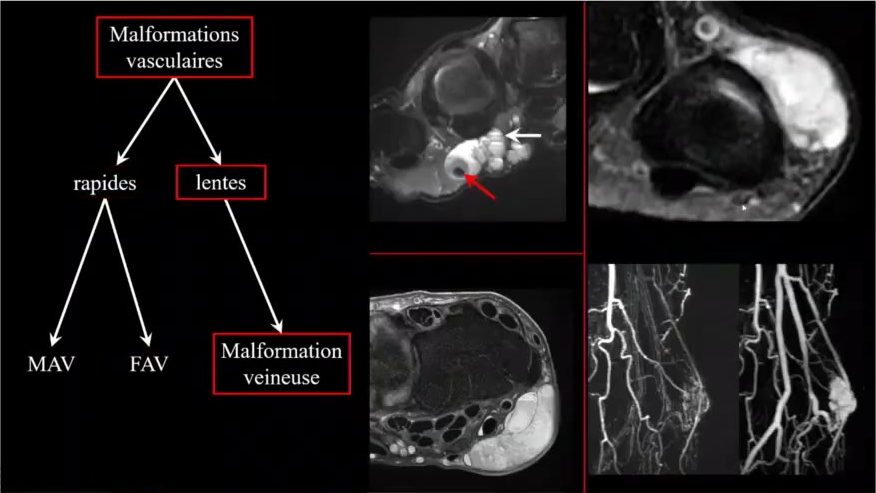 Malformations
vasculaires
rapides
lentes
MAV
FAV
Malformation
veineuse